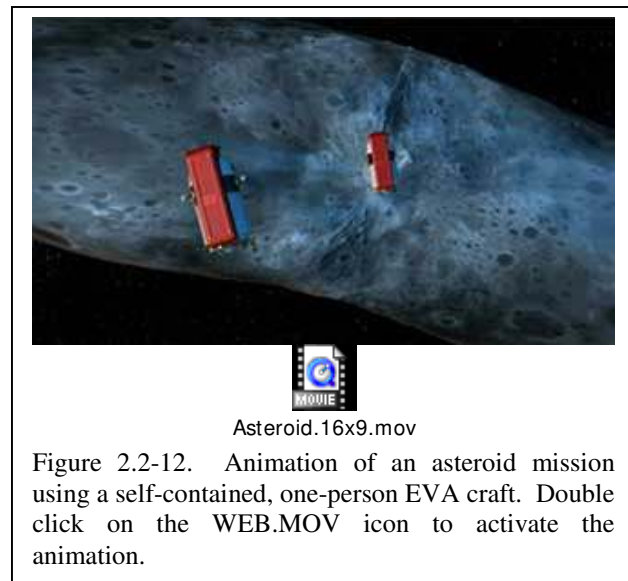 MOVIE
Asteroid.16x9.mov
Figure 2.2-12. Animation of an asteroid mission
using a self-contained, one-person EVA craft. Double
click on the WEB.MOV icon to activate the
animation.